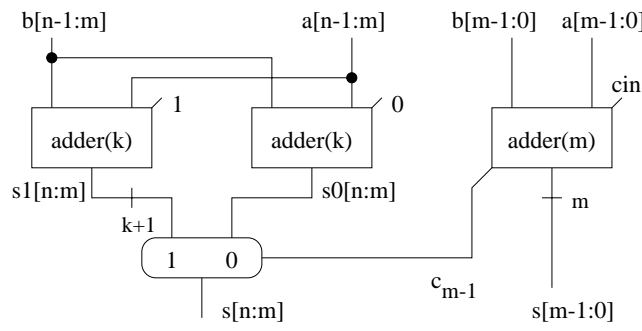 b[n-1:m] a[n-1:m] b[m-1:0] a[m-1:0]
1 0 cin
adder(k) adder(k) adder(m)
s1[n:m] s0[n:m] m
k+1
1 0
c_{m-1}
s[n:m] s[m-1:0]